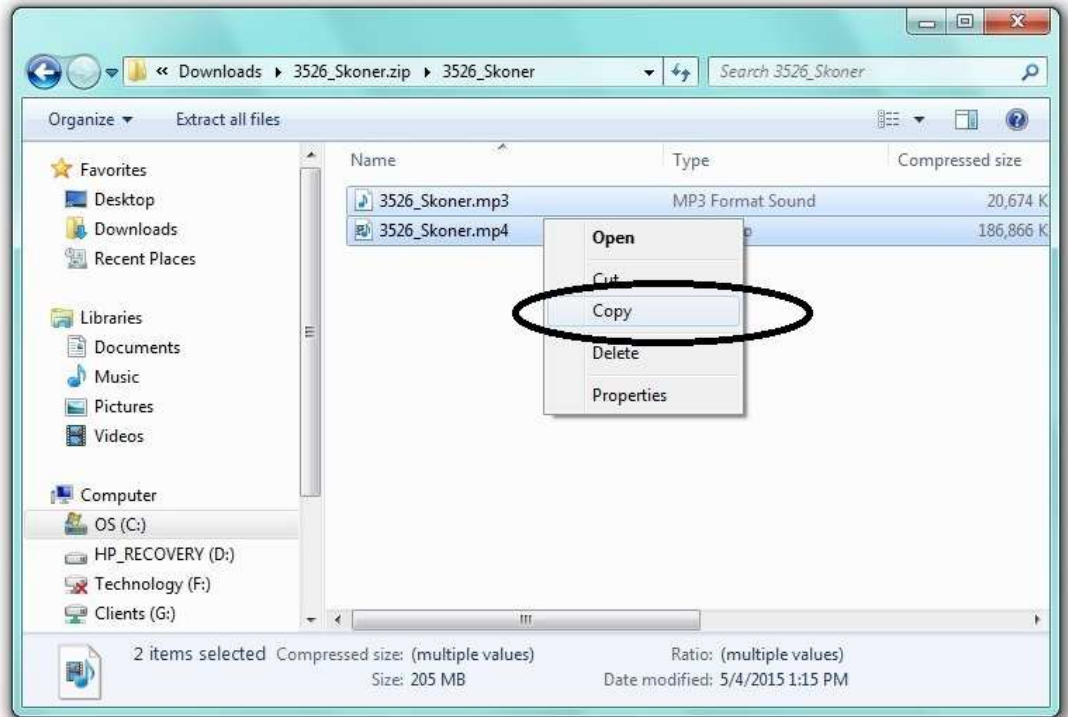 « Downloads ▸ 3526_Skoner.zip ▸ 3526_Skoner
Search 3526_Skoner
Organize
Extract all files
Favorites
Desktop
Downloads
Recent Places
Libraries
Documents
Music
Pictures
Videos
Computer
OS (C:)
HP_RECOVERY (D:)
Technology (F:)
Clients (G:)
Name Type Compressed size
3526_Skoner.mp3 MP3 Format Sound 20,674 K
3526_Skoner.mp4 186,866 K
Open
Cut
Copy
Delete
Properties
2 items selected Compressed size: (multiple values) Ratio: (multiple values)
Size: 205 MB Date modified: 5/4/2015 1:15 PM